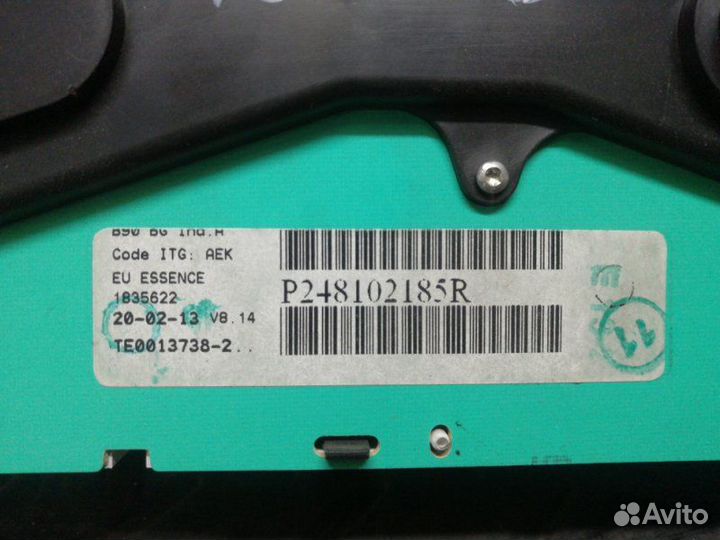 B90 BG Ind.A
Code ITG: AEK
EU ESSENCE
1835622
20-02-13 V8.14
TE0013738-2..
P248102185R
11
Avito